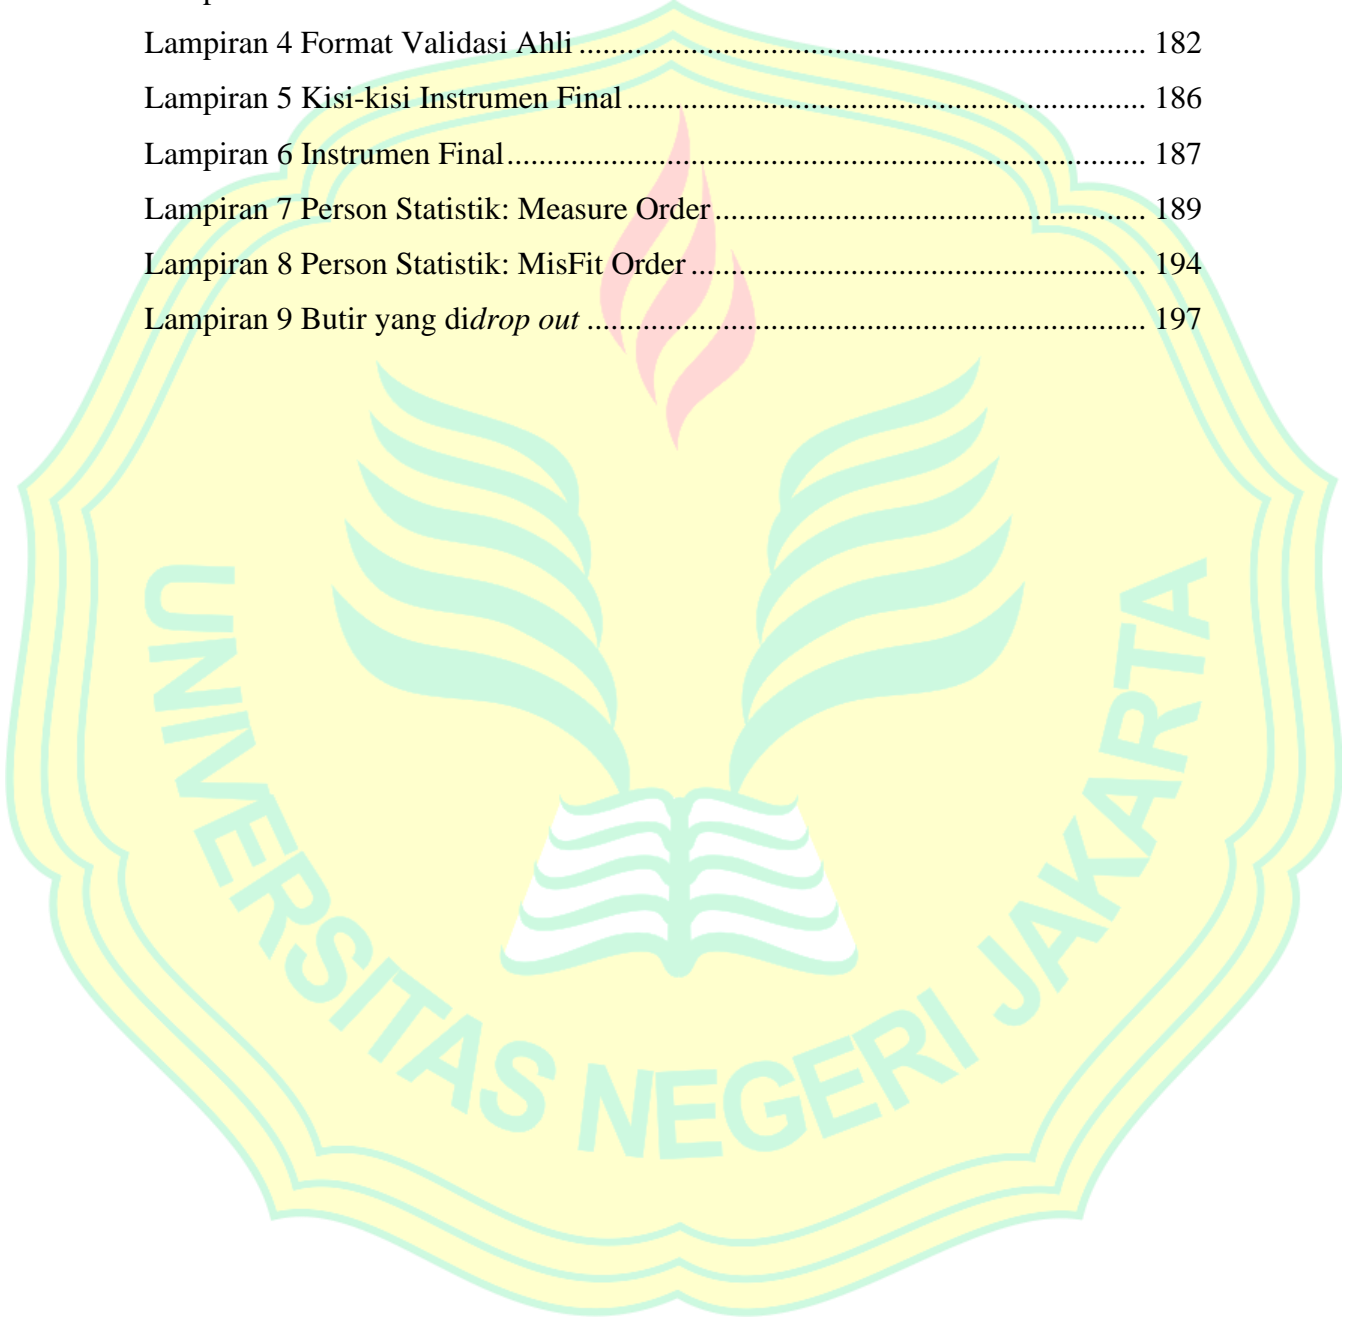 Lampiran 4 Format Validasi Ahli ...................................................................... 182
Lampiran 5 Kisi-kisi Instrumen Final ................................................................ 186
Lampiran 6 Instrumen Final ............................................................................... 187
Lampiran 7 Person Statistik: Measure Order ..................................................... 189
Lampiran 8 Person Statistik: MisFit Order ........................................................ 194
Lampiran 9 Butir yang didrop out ..................................................................... 197
UNIVERSITAS NEGERI JAKARTA